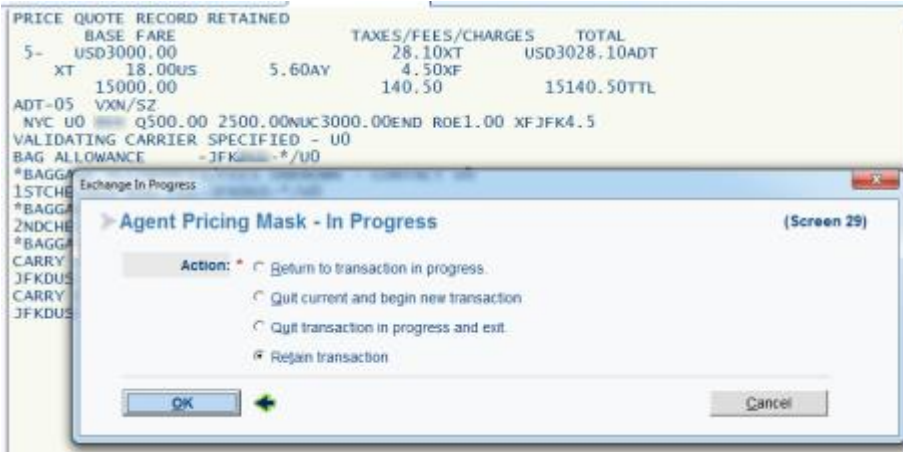 PRICE QUOTE RECORD RETAINED
BASE FARE TAXES/FEES/CHARGES TOTAL
5- USD3000.00 28.10XT USD3028.10ADT
XT 18.00US 5.60AY 4.50XF
15000.00 140.50 15140.50TTL
ADT-05 VXN/SZ
NYC U0 Q500.00 2500.00NUC3000.00END ROE1.00 XFJFK4.5
VALIDATING CARRIER SPECIFIED - U0
BAG ALLOWANCE -JFK -*/U0
*BAGGA
1STCHE
*BAGGA
2NDCHE
*BAGGA
CARRY
JFKDUS
CARRY
JFKDUS
Exchange In Progress
Agent Pricing Mask - In Progress (Screen 29)
Action: * Return to transaction in progress.
Quit current and begin new transaction
Quit transaction in progress and exit.
Retain transaction
OK Cancel